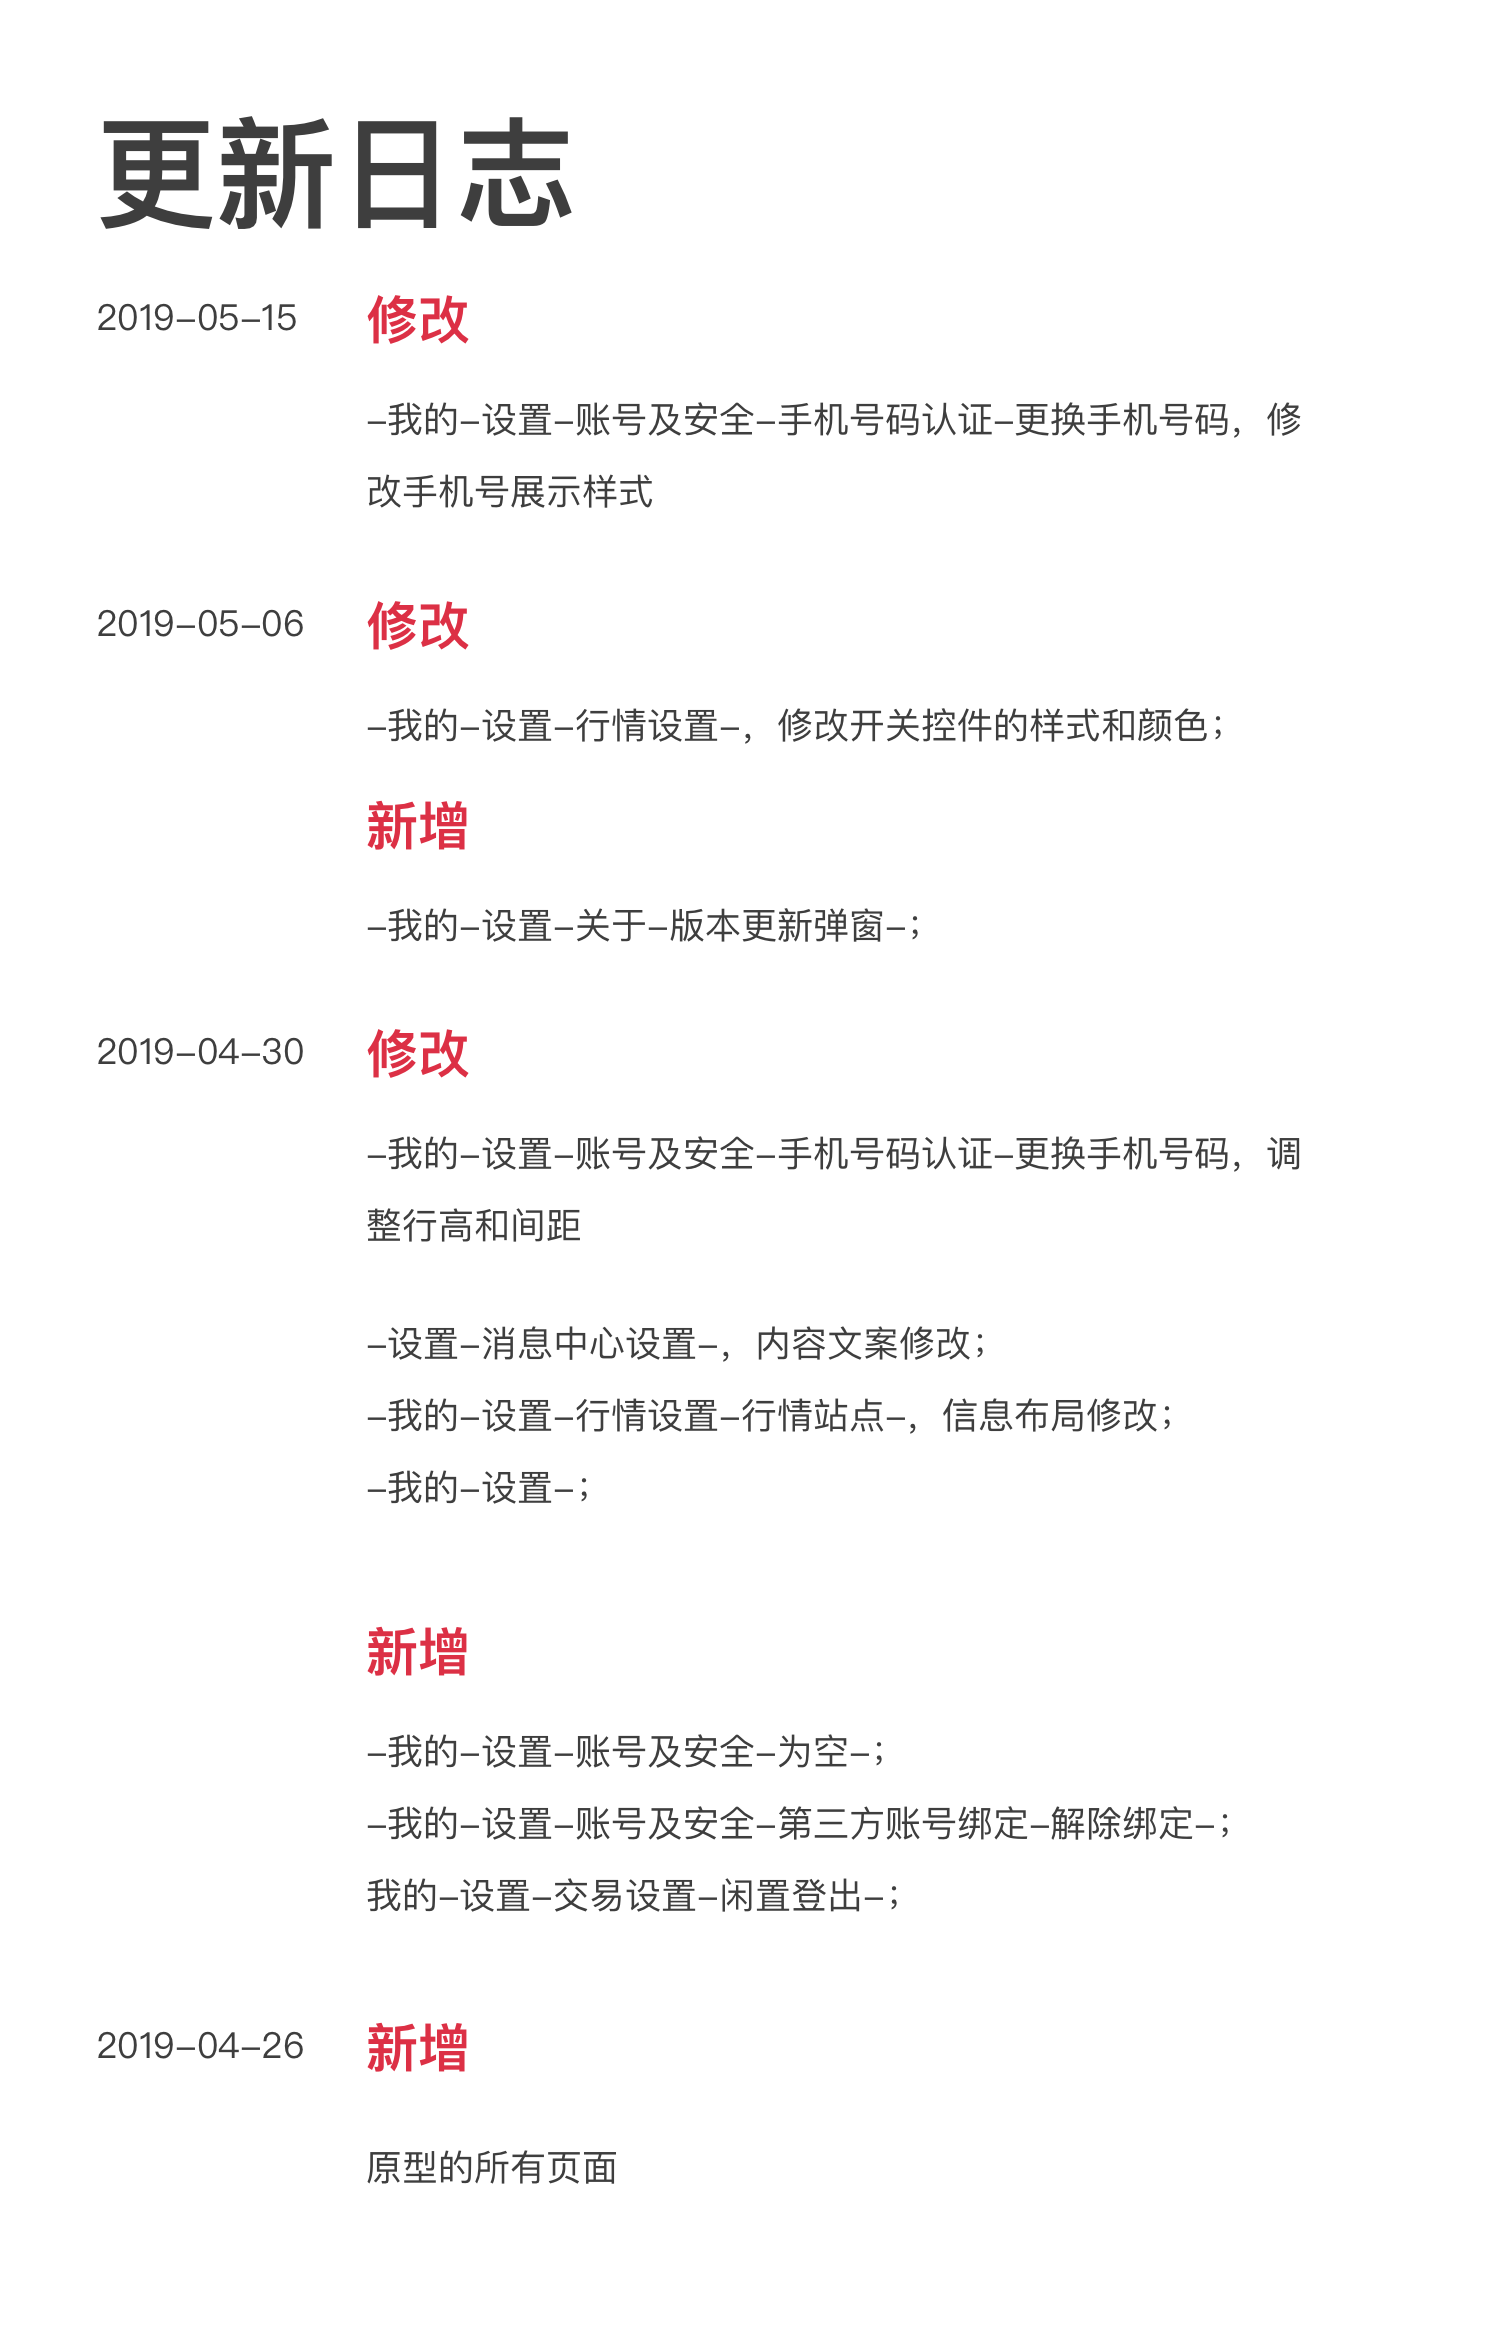 更新日志
2019-05-15 修改
-我的-设置-账号及安全-手机号码认证-更换手机号码，修
改手机号展示样式
2019-05-06 修改
-我的-设置-行情设置-，修改开关控件的样式和颜色；
新增
-我的-设置-关于-版本更新弹窗-；
2019-04-30 修改
-我的-设置-账号及安全-手机号码认证-更换手机号码，调
整行高和间距
-设置-消息中心设置-，内容文案修改；
-我的-设置-行情设置-行情站点-，信息布局修改；
-我的-设置-；
新增
-我的-设置-账号及安全-为空-；
-我的-设置-账号及安全-第三方账号绑定-解除绑定-；
我的-设置-交易设置-闲置登出-；
2019-04-26 新增
原型的所有页面